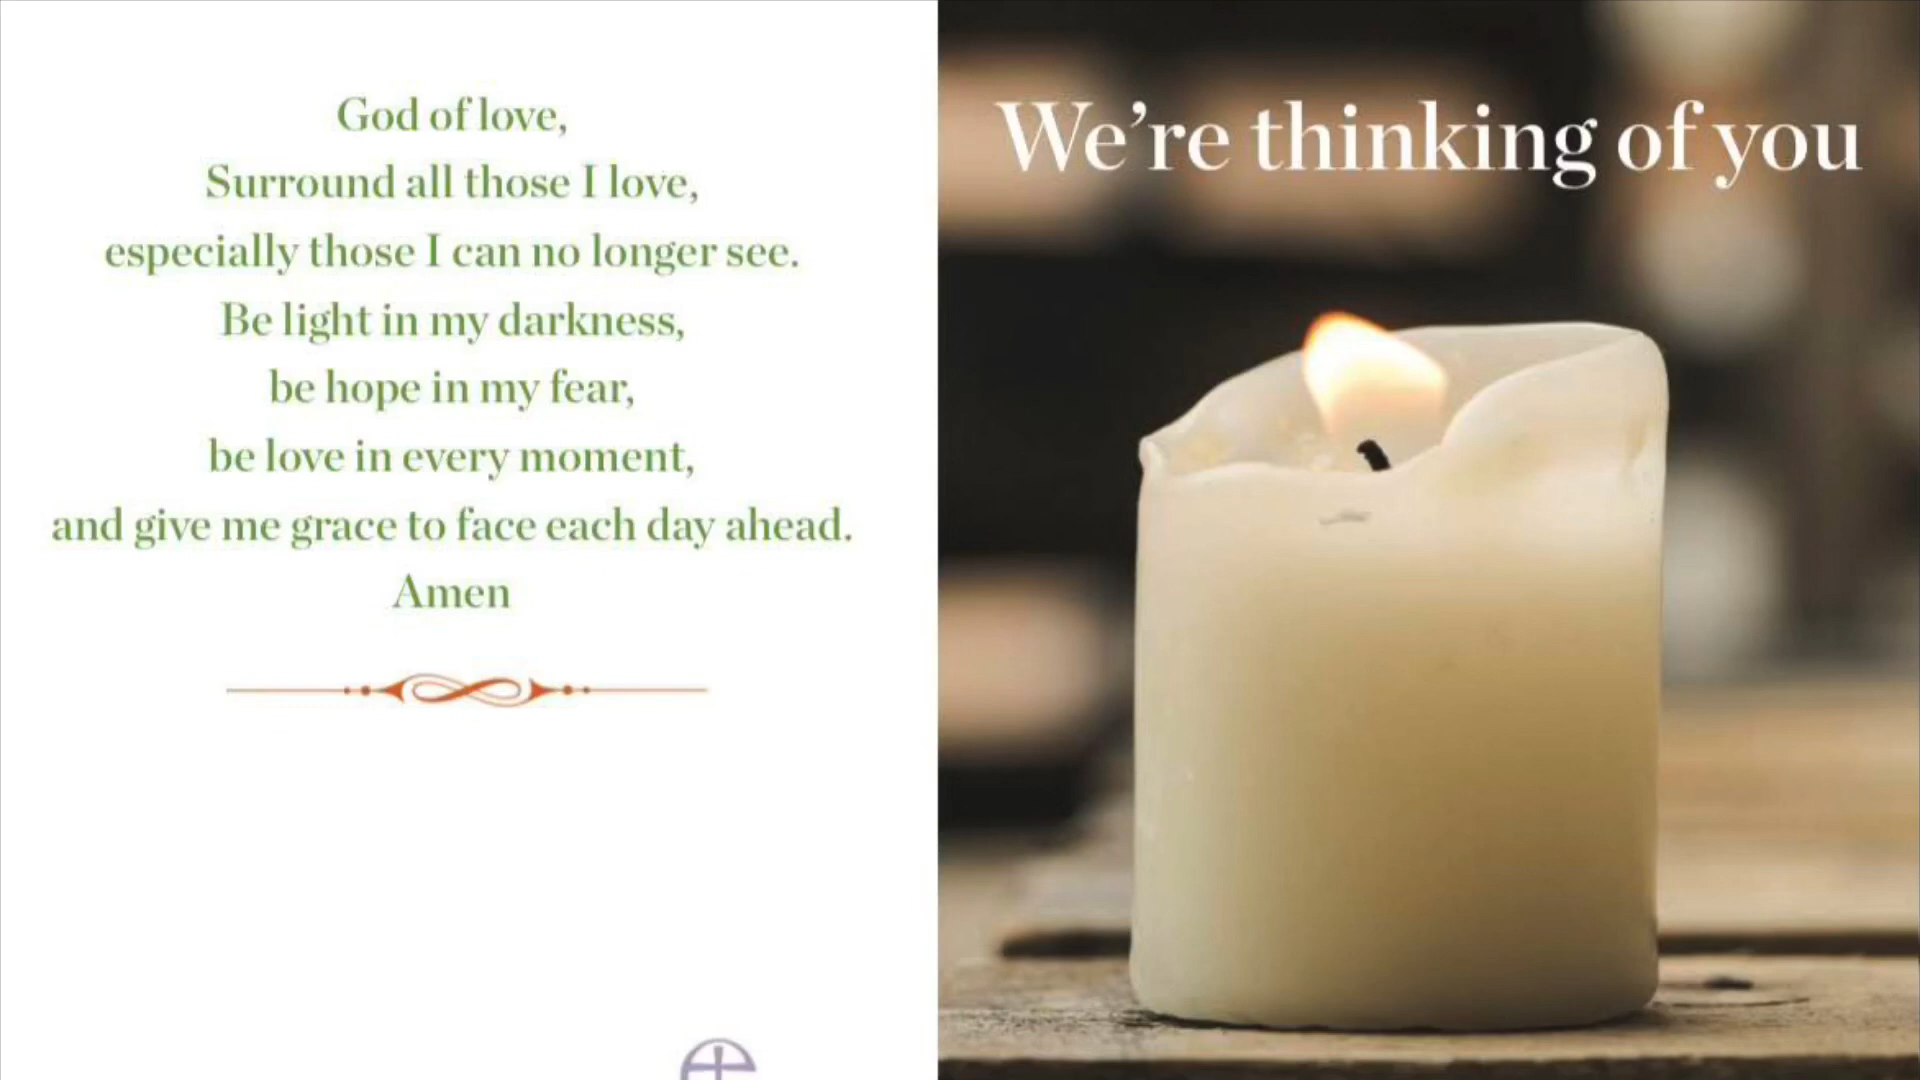 God of love,
Surround all those I love,
especially those I can no longer see.
Be light in my darkness,
be hope in my fear,
be love in every moment,
and give me grace to face each day ahead.
Amen
We're thinking of you